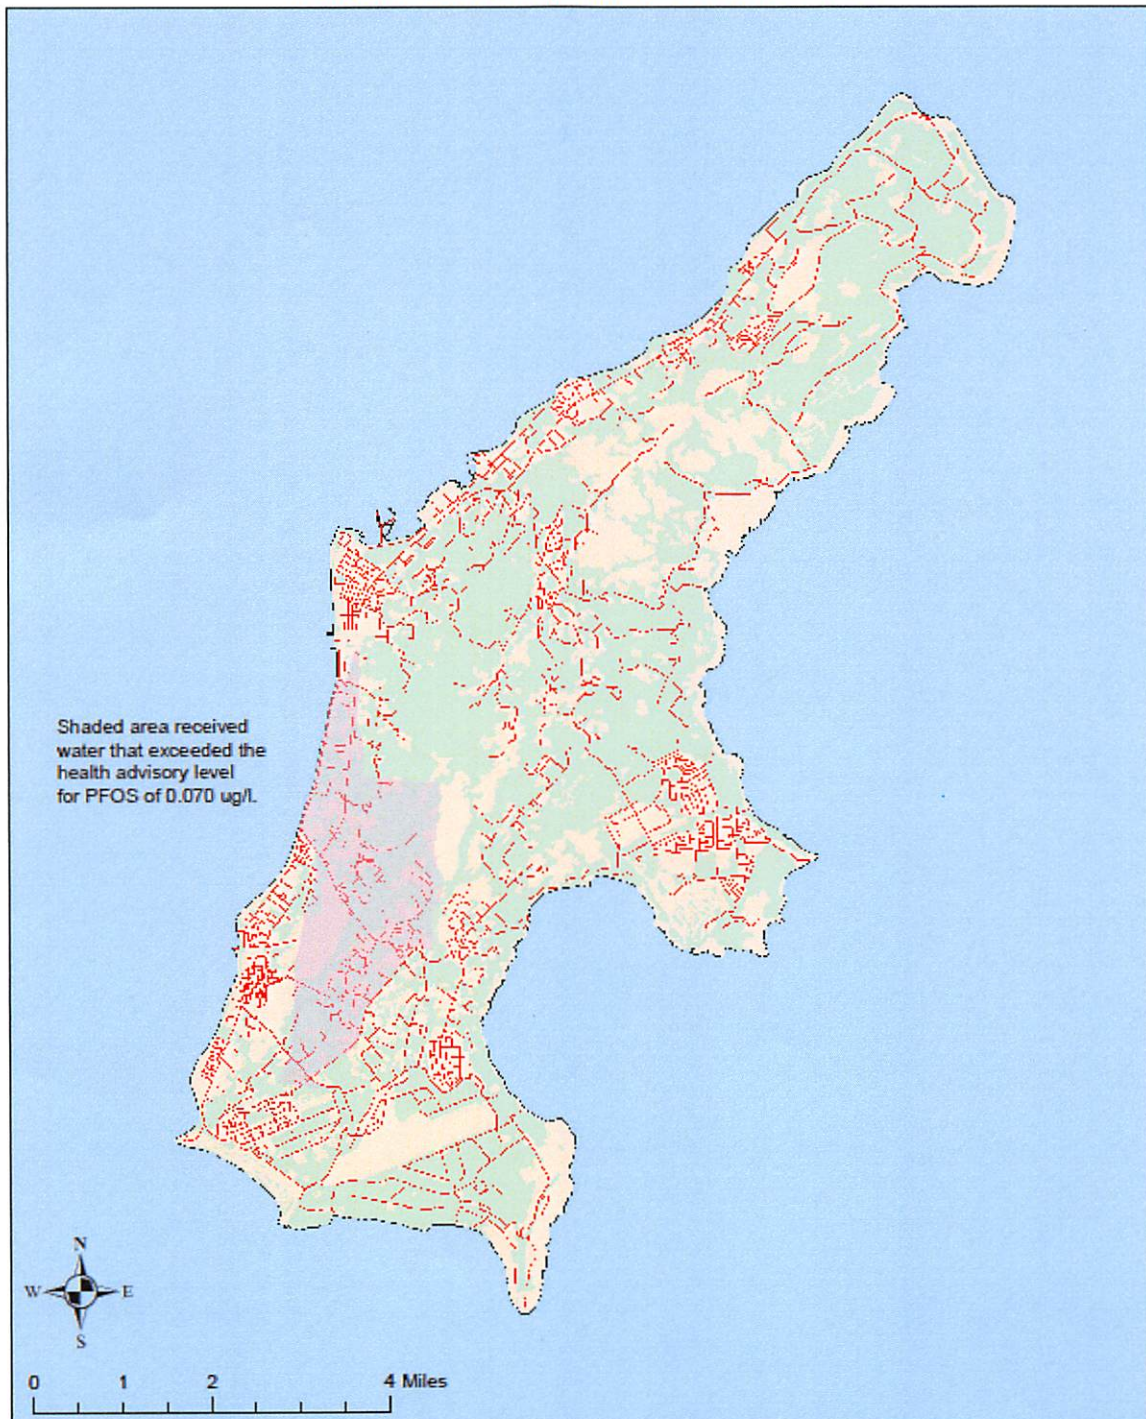 Shaded area received
water that exceeded the
health advisory level
for PFOS of 0.070 ug/l.
N
W E
S
0 1 2 4 Miles